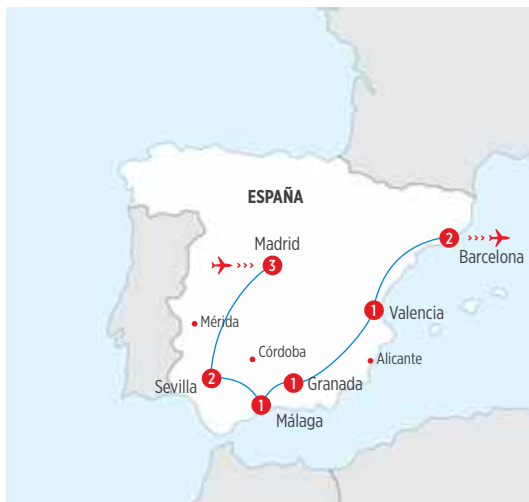 ESPAÑA
Madrid
3
2
Barcelona
Mérida
1
Valencia
Córdoba
Alicante
Sevilla
2
1
Granada
1
Málaga